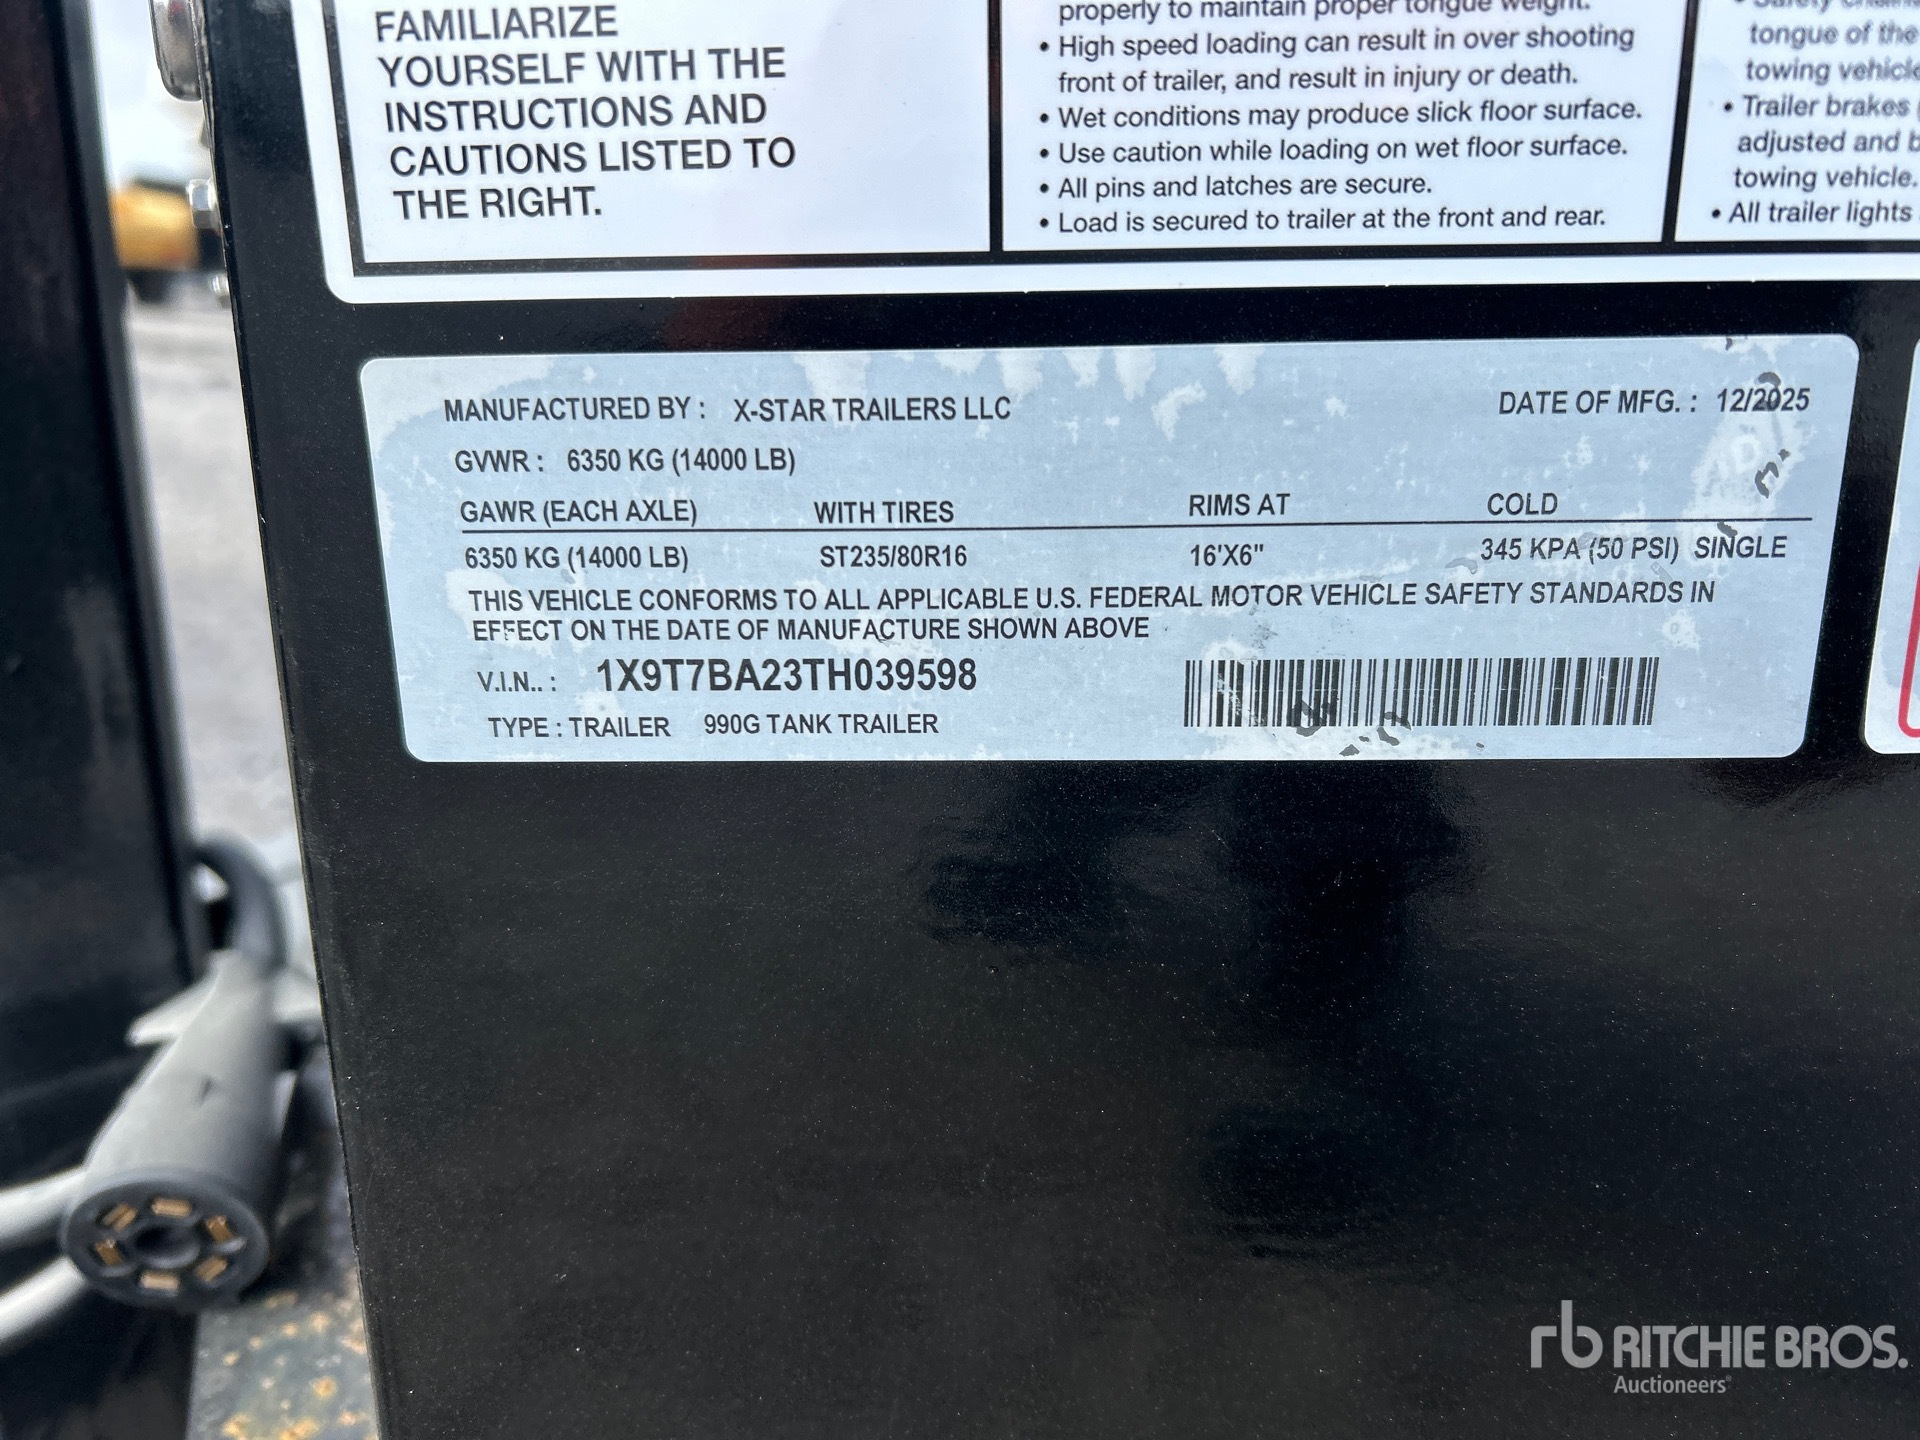 FAMILIARIZE
YOURSELF WITH THE
INSTRUCTIONS AND
CAUTIONS LISTED TO
THE RIGHT.
properly to maintain proper tongue weight.
• High speed loading can result in over shooting
front of trailer, and result in injury or death.
• Wet conditions may produce slick floor surface.
• Use caution while loading on wet floor surface.
• All pins and latches are secure.
• Load is secured to trailer at the front and rear.
• Safety
tongue of the
towing vehicle
• Trailer brakes
adjusted and
towing vehicle.
• All trailer lights
MANUFACTURED BY : X-STAR TRAILERS LLC DATE OF MFG. : 12/2025
GVWR : 6350 KG (14000 LB)
GAWR (EACH AXLE) WITH TIRES RIMS AT COLD
6350 KG (14000 LB) ST235/80R16 16'X6" 345 KPA (50 PSI) SINGLE
THIS VEHICLE CONFORMS TO ALL APPLICABLE U.S. FEDERAL MOTOR VEHICLE SAFETY STANDARDS IN
EFFECT ON THE DATE OF MANUFACTURE SHOWN ABOVE
V.I.N.. : 1X9T7BA23TH039598
TYPE : TRAILER 990G TANK TRAILER
rb RITCHIE BROS.
Auctioneers®